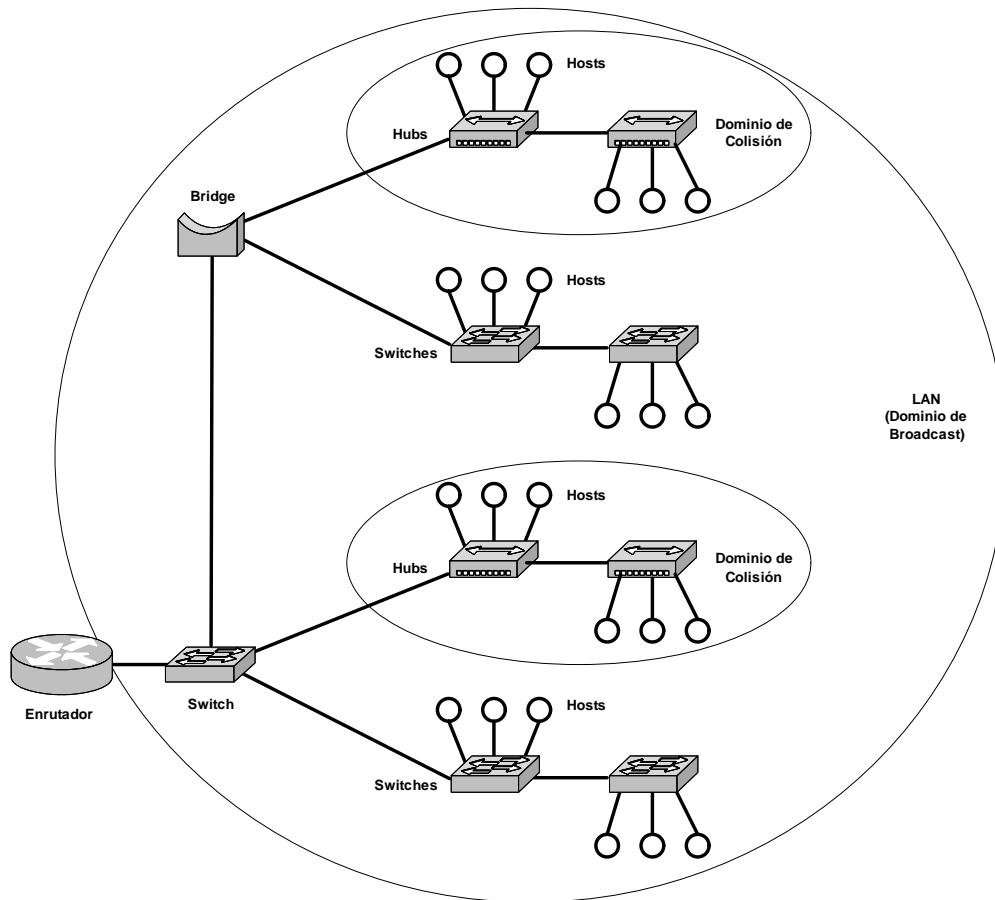 Hosts
Hubs
Dominio de
Colisión
Bridge
Hosts
Switches
LAN
(Dominio de
Broadcast)
Hosts
Hubs
Dominio de
Colisión
Enrutador
Switch
Hosts
Switches